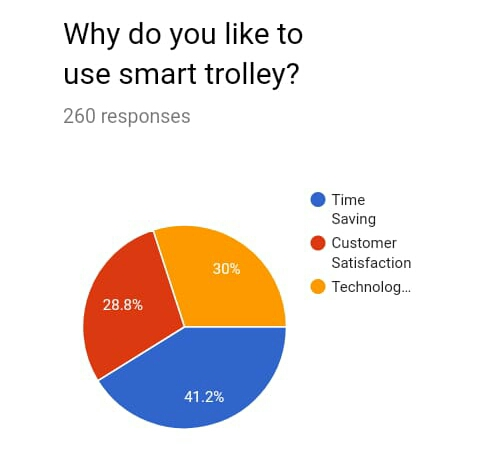 Why do you like to
use smart trolley?
260 responses
Time
Saving
Customer
Satisfaction
Technolog...
30%
28.8%
41.2%